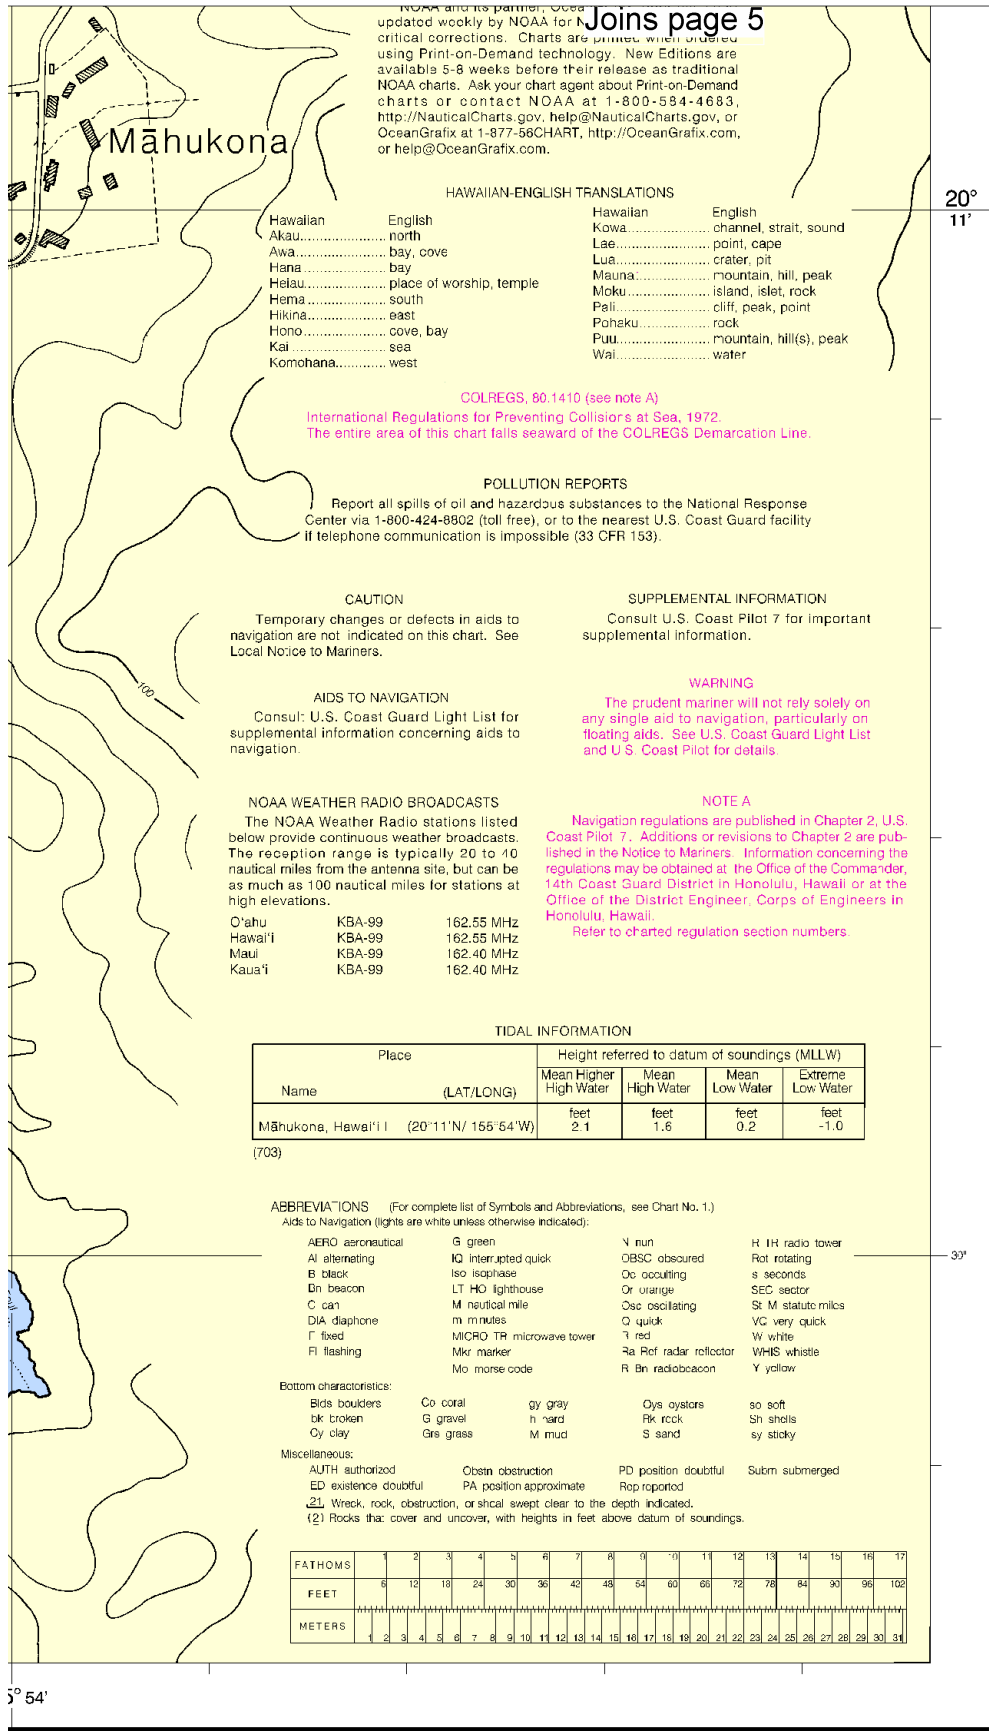 Joins page 5
NOAA and its partner,
updated weekly by NOAA for
critical corrections. Charts are printed when ordered
using Print-on-Demand technology. New Editions are
available 5-8 weeks before their release as traditional
NOAA charts. Ask your chart agent about Print-on-Demand
charts or contact NOAA at 1-800-584-4683,
http://NauticalCharts.gov, help@NauticalCharts.gov, or
OceanGrafix at 1-877-56CHART, http://OceanGrafix.com,
or help@OceanGrafix.com.
Māhukona
20°
11'
HAWAIIAN-ENGLISH TRANSLATIONS
Hawaiian English
Akau north
Awa bay, cove
Hana bay
Heiau place of worship, temple
Hema south
Hikina east
Hono cove, bay
Kai sea
Komohana west
Hawaiian English
Kowa channel, strait, sound
Lae point, cape
Lua crater, pit
Mauna mountain, hill, peak
Moku island, islet, rock
Pali cliff, peak, point
Pohaku rock
Puu mountain, hill(s), peak
Wai water
COLREGS, 80.1410 (see note A)
International Regulations for Preventing Collisions at Sea, 1972.
The entire area of this chart falls seaward of the COLREGS Demarcation Line.
POLLUTION REPORTS
Report all spills of oil and hazardous substances to the National Response
Center via 1-800-424-8802 (toll free), or to the nearest U.S. Coast Guard facility
if telephone communication is impossible (33 CFR 153).
CAUTION
Temporary changes or defects in aids to
navigation are not indicated on this chart. See
Local Notice to Mariners.
SUPPLEMENTAL INFORMATION
Consult U.S. Coast Pilot 7 for important
supplemental information.
100
AIDS TO NAVIGATION
Consult U.S. Coast Guard Light List for
supplemental information concerning aids to
navigation.
WARNING
The prudent mariner will not rely solely on
any single aid to navigation, particularly on
floating aids. See U.S. Coast Guard Light List
and U.S. Coast Pilot for details.
NOAA WEATHER RADIO BROADCASTS
The NOAA Weather Radio stations listed
below provide continuous weather broadcasts.
The reception range is typically 20 to 40
nautical miles from the antenna site, but can be
as much as 100 nautical miles for stations at
high elevations.
O'ahu KBA-99 162.55 MHz
Hawai'i KBA-99 162.55 MHz
Maui KBA-99 162.40 MHz
Kaua'i KBA-99 162.40 MHz
NOTE A
Navigation regulations are published in Chapter 2, U.S.
Coast Pilot 7. Additions or revisions to Chapter 2 are pub-
lished in the Notice to Mariners. Information concerning the
regulations may be obtained at the Office of the Commander,
14th Coast Guard District in Honolulu, Hawaii or at the
Office of the District Engineer, Corps of Engineers in
Honolulu, Hawaii.
Refer to charted regulation section numbers.
TIDAL INFORMATION
Place Height referred to datum of soundings (MLLW)
Name (LAT/LONG) Mean Higher High Water Mean High Water Mean Low Water Extreme Low Water
feet feet feet feet
Māhukona, Hawai'i I (20°11'N/ 155°54'W) 2.1 1.6 0.2 -1.0
(703)
ABBREVIATIONS (For complete list of Symbols and Abbreviations, see Chart No. 1.)
Aids to Navigation (lights are white unless otherwise indicated):
AERO aeronautical G green N nun R TR radio tower
Al alternating IQ interrupted quick OBSC obscured Rot rotating
B black Iso isophase Oc occulting s seconds
Bn beacon LT HO lighthouse Or orange SEC sector
C can M nautical mile Osc oscillating St M statute miles
DIA diaphone m minutes Q quick VQ very quick
F fixed MICRO TR microwave tower R red W white
Fl flashing Mkr marker Ra Ref radar reflector WHIS whistle
Mo morse code R Bn radiobeacon Y yellow
30"
Bottom characteristics:
Blds boulders Co coral gy gray Oys oysters so soft
bk broken G gravel h hard Rk rock Sh shells
Cy clay Grs grass M mud S sand sy sticky
Miscellaneous:
AUTH authorized Obstn obstruction PD position doubtful Subm submerged
ED existence doubtful PA position approximate Rep reported
21 Wreck, rock, obstruction, or shoal swept clear to the depth indicated.
(2) Rocks that cover and uncover, with heights in feet above datum of soundings.
FATHOMS 1 2 3 4 5 6 7 8 9 10 11 12 13 14 15 16 17
FEET 6 12 18 24 30 36 42 48 54 60 66 72 78 84 90 96 102
METERS 1 2 3 4 5 6 7 8 9 10 11 12 13 14 15 16 17 18 19 20 21 22 23 24 25 26 27 28 29 30 31
5° 54'